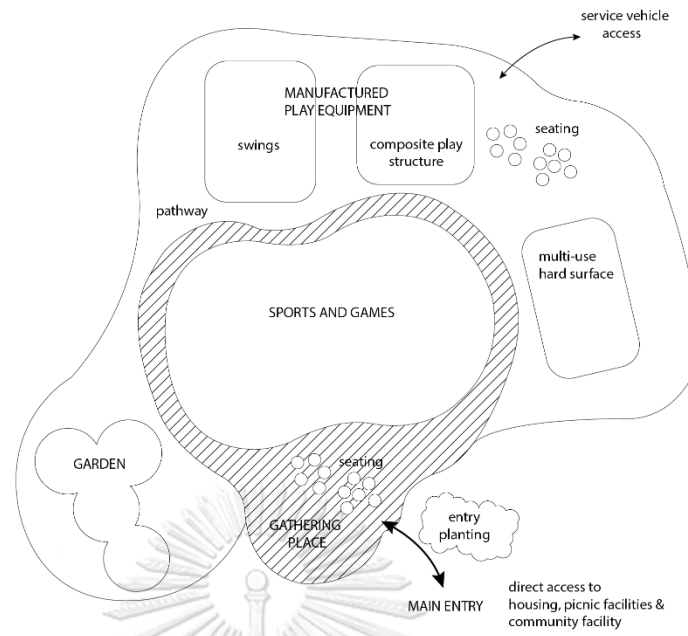 service vehicle
access
MANUFACTURED
PLAY EQUIPMENT
swings
composite play
structure
seating
pathway
multi-use
hard surface
SPORTS AND GAMES
GARDEN
seating
GATHERING
PLACE
entry
planting
MAIN ENTRY
direct access to
housing, picnic facilities &
community facility